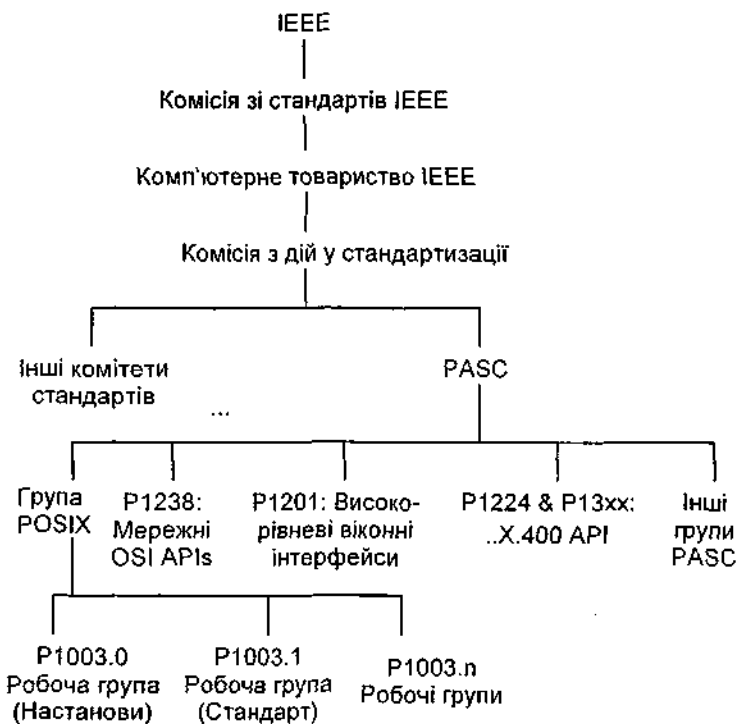 IEEE
Комісія зі стандартів IEEE
Комп'ютерне товариство IEEE
Комісія з дій у стандартизації
Інші комітети
стандартів
...
PASC
Група
POSIX
P1238:
Мережні
OSI APIs
P1201: Високо-
рівневі віконні
інтерфейси
P1224 & P13xx:
..X.400 API
Інші
групи
PASC
P1003.0
Робоча група
(Настанови)
P1003.1
Робоча група
(Стандарт)
P1003.n
Робочі групи